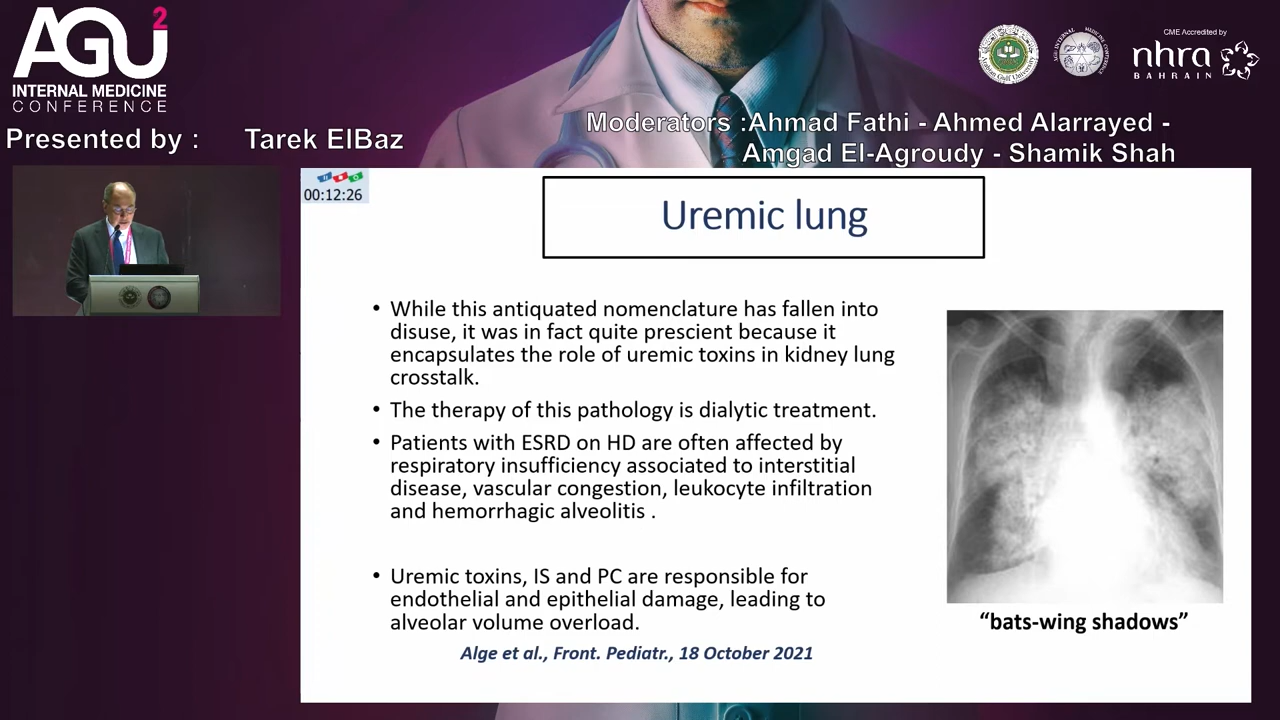 AGU2
INTERNAL MEDICINE
CONFERENCE
CME Accredited by
nhra
BAHRAIN
Presented by : Tarek ElBaz
Moderators :Ahmad Fathi - Ahmed Alarrayed -
Amgad El-Agroudy - Shamik Shah
00:12:26
Uremic lung
• While this antiquated nomenclature has fallen into
disuse, it was in fact quite prescient because it
encapsulates the role of uremic toxins in kidney lung
crosstalk.
• The therapy of this pathology is dialytic treatment.
• Patients with ESRD on HD are often affected by
respiratory insufficiency associated to interstitial
disease, vascular congestion, leukocyte infiltration
and hemorrhagic alveolitis .
• Uremic toxins, IS and PC are responsible for
endothelial and epithelial damage, leading to
alveolar volume overload.
Alge et al., Front. Pediatr., 18 October 2021
“bats-wing shadows”